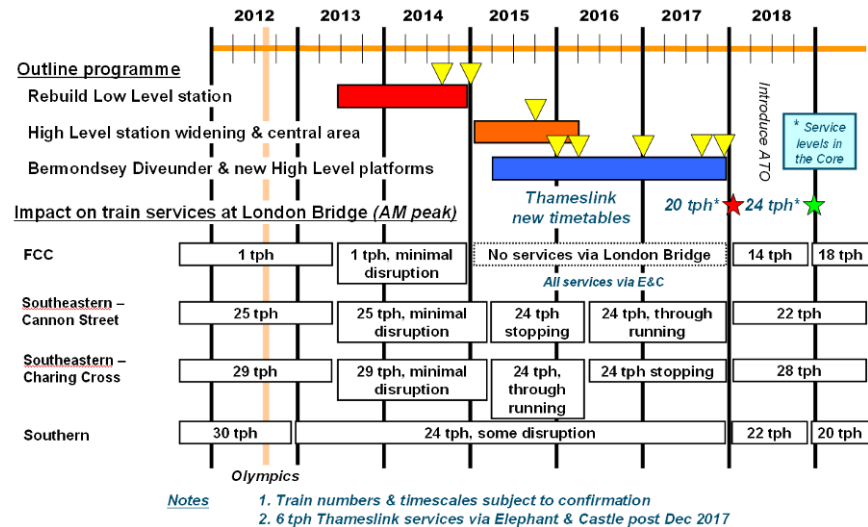 2012 2013 2014 2015 2016 2017 2018
Outline programme
Rebuild Low Level station
High Level station widening & central area
Bermondsey Diveunder & new High Level platforms
Introduce ATO
* Service
levels in
the Core
Thameslink
new timetables
20 tph* 24 tph*
Impact on train services at London Bridge (AM peak)
FCC
1 tph
1 tph, minimal
disruption
No services via London Bridge
14 tph
18 tph
All services via E&C
Southeastern –
Cannon Street
25 tph
25 tph, minimal
disruption
24 tph
stopping
24 tph, through
running
22 tph
Southeastern –
Charing Cross
29 tph
29 tph, minimal
disruption
24 tph,
through
running
24 tph stopping
28 tph
Southern
30 tph
24 tph, some disruption
22 tph
20 tph
Olympics
Notes
1. Train numbers & timescales subject to confirmation
2. 6 tph Thameslink services via Elephant & Castle post Dec 2017